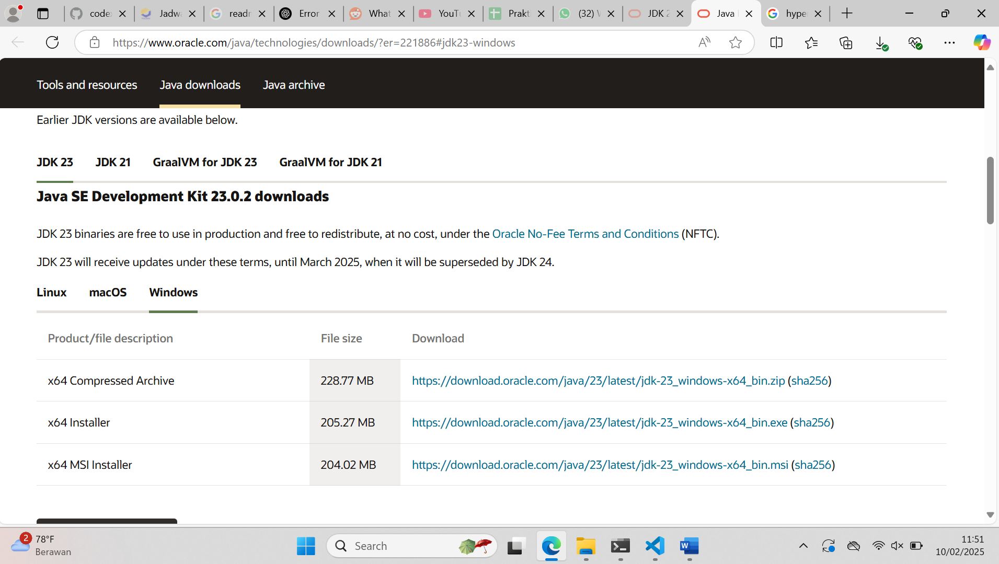 code
Jadw
readn
Error
What
YouTu
Prakt
(32) W
JDK 2
Java
hype
https://www.oracle.com/java/technologies/downloads/?er=221886#jdk23-windows
Tools and resources
Java downloads
Java archive
Earlier JDK versions are available below.
JDK 23
JDK 21
GraalVM for JDK 23
GraalVM for JDK 21
Java SE Development Kit 23.0.2 downloads
JDK 23 binaries are free to use in production and free to redistribute, at no cost, under the Oracle No-Fee Terms and Conditions (NFTC).
JDK 23 will receive updates under these terms, until March 2025, when it will be superseded by JDK 24.
Linux
macOS
Windows
Product/file description
File size
Download
x64 Compressed Archive
228.77 MB
https://download.oracle.com/java/23/latest/jdk-23_windows-x64_bin.zip (sha256)
x64 Installer
205.27 MB
https://download.oracle.com/java/23/latest/jdk-23_windows-x64_bin.exe (sha256)
x64 MSI Installer
204.02 MB
https://download.oracle.com/java/23/latest/jdk-23_windows-x64_bin.msi (sha256)
2
78°F
Berawan
Search
11:51
10/02/2025